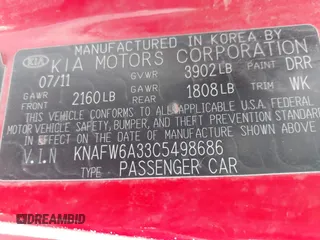 MANUFACTURED IN KOREA BY
KIA KIA MOTORS CORPORATION
07/11 GVWR 3902LB PAINT DRR
GAWR FRONT 2160LB GAWR REAR 1808LB TRIM WK
THIS VEHICLE CONFORMS TO ALL APPLICABLE U.S. FEDERAL
MOTOR VEHICLE SAFETY, BUMPER, AND THEFT PREVENTION STANDARDS
IN EFFECT ON THE DATE OF MANUFACTURE SHOWN ABOVE.
V.I.N KNAFW6A33C5498686
TYPE PASSENGER CAR
DREAMBID